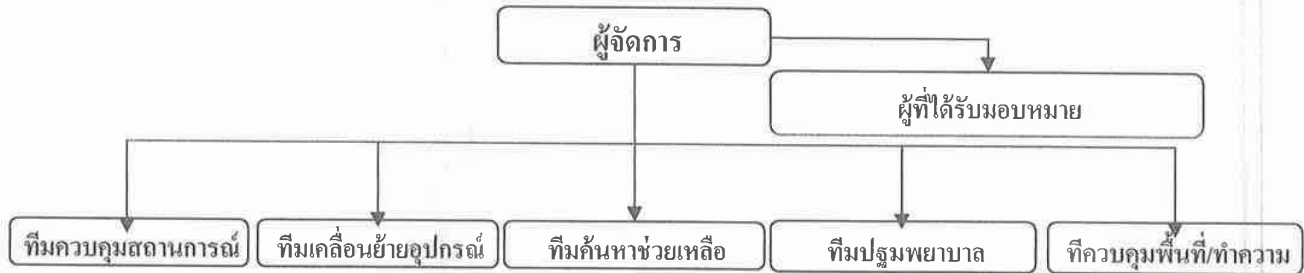 ผู้จัดการ
ผู้ที่ได้รับมอบหมาย
ทีมควบคุมสถานการณ์
ทีมเคลื่อนย้ายอุปกรณ์
ทีมค้นหาช่วยเหลือ
ทีมปฐมพยาบาล
ทีควบคุมพื้นที่/ทำความ